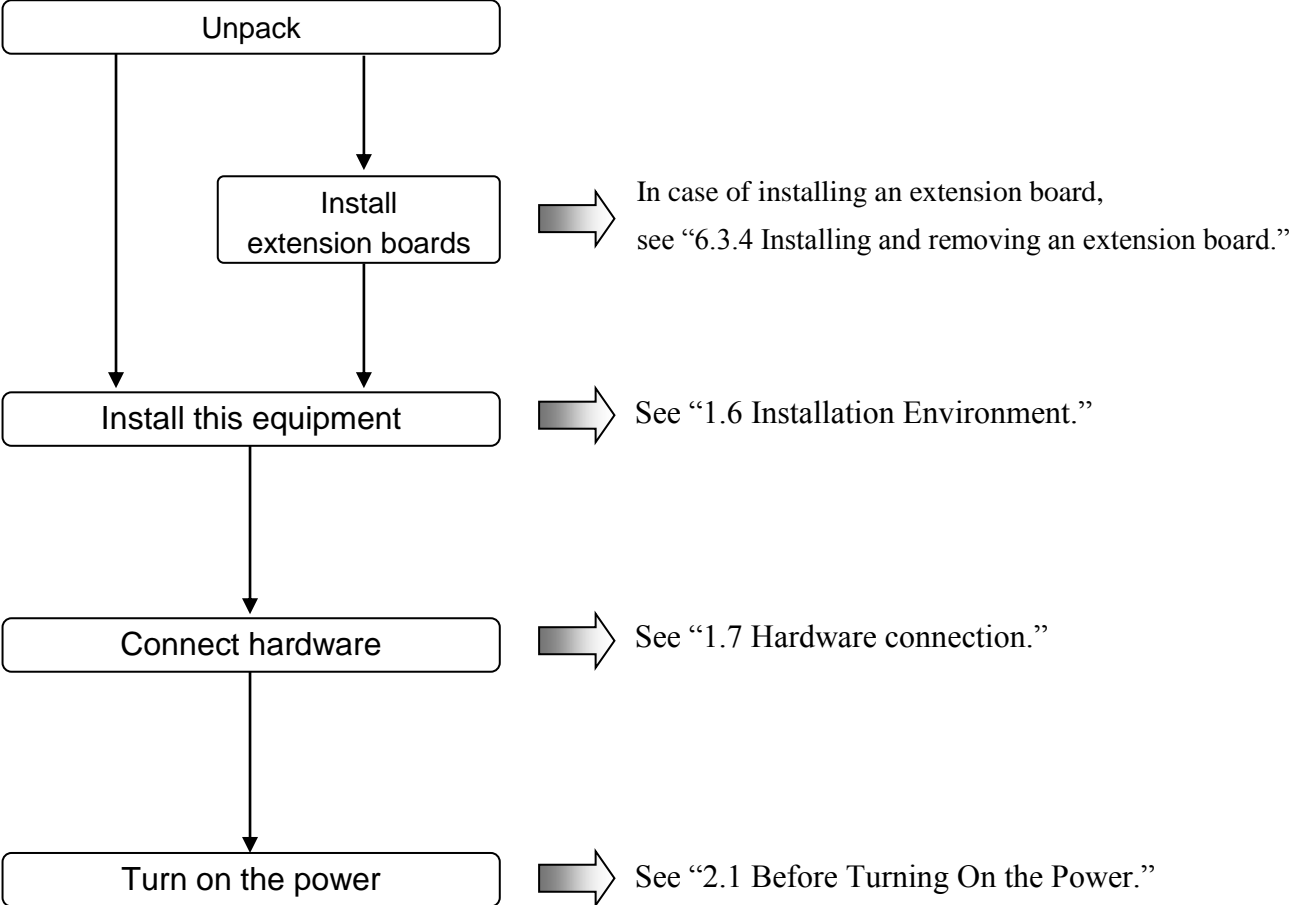 Unpack
Install
extension boards
In case of installing an extension board,
see “6.3.4 Installing and removing an extension board.”
Install this equipment
See “1.6 Installation Environment.”
Connect hardware
See “1.7 Hardware connection.”
Turn on the power
See “2.1 Before Turning On the Power.”